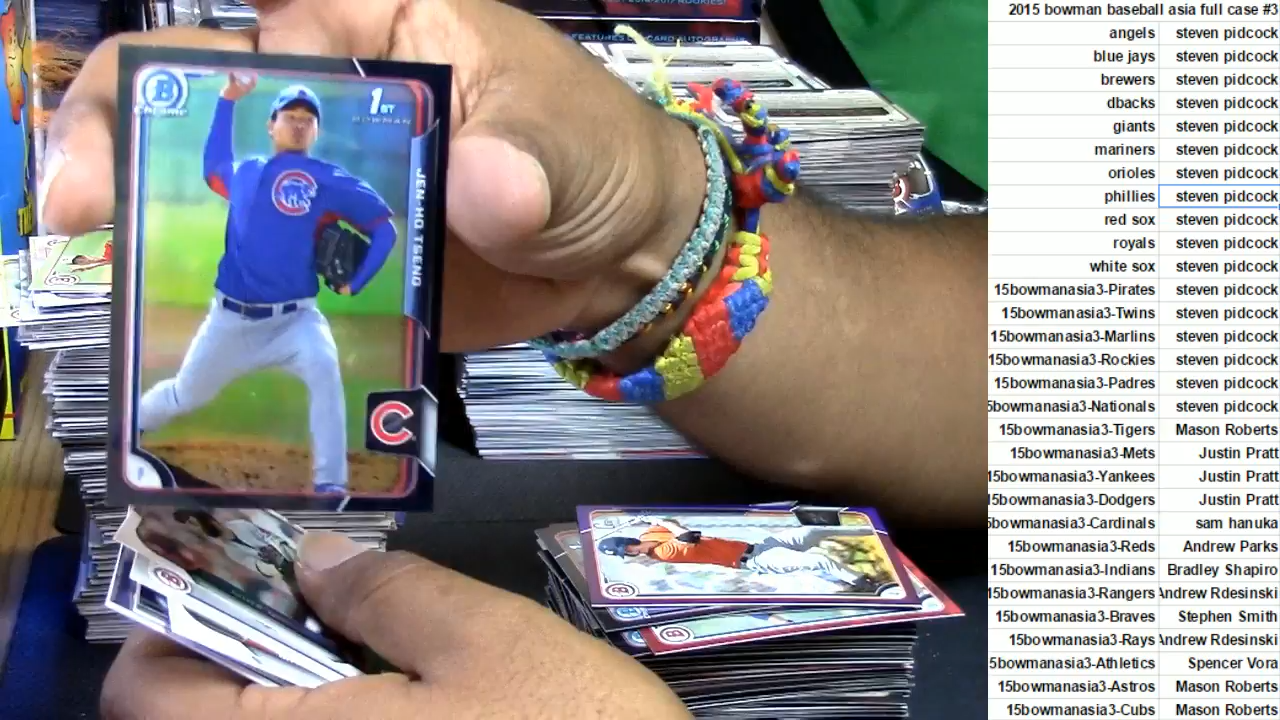 FEATURES ON-CARD AUTOGRAPHS!
B
1ST
BOWMAN
JEN-HO TSENG
C
B
B
2015 bowman baseball asia full case #3
angels steven pidcock
blue jays steven pidcock
brewers steven pidcock
dbacks steven pidcock
giants steven pidcock
mariners steven pidcock
orioles steven pidcock
phillies steven pidcock
red sox steven pidcock
royals steven pidcock
white sox steven pidcock
15bowmanasia3-Pirates steven pidcock
15bowmanasia3-Twins steven pidcock
15bowmanasia3-Marlins steven pidcock
15bowmanasia3-Rockies steven pidcock
15bowmanasia3-Padres steven pidcock
5bowmanasia3-Nationals steven pidcock
15bowmanasia3-Tigers Mason Roberts
15bowmanasia3-Mets Justin Pratt
15bowmanasia3-Yankees Justin Pratt
15bowmanasia3-Dodgers Justin Pratt
5bowmanasia3-Cardinals sam hanuka
15bowmanasia3-Reds Andrew Parks
15bowmanasia3-Indians Bradley Shapiro
15bowmanasia3-Rangers Andrew Rdesinski
15bowmanasia3-Braves Stephen Smith
15bowmanasia3-Rays Andrew Rdesinski
5bowmanasia3-Athletics Spencer Vora
15bowmanasia3-Astros Mason Roberts
15bowmanasia3-Cubs Mason Roberts